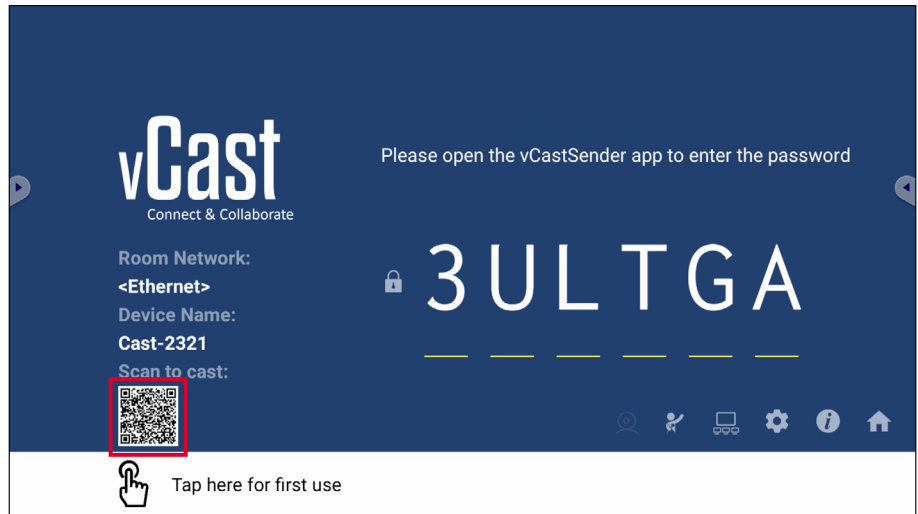 vCast
Connect & Collaborate
Please open the vCastSender app to enter the password
Room Network:
<Ethernet>
Device Name:
Cast-2321
Scan to cast:
3ULTGA
Tap here for first use